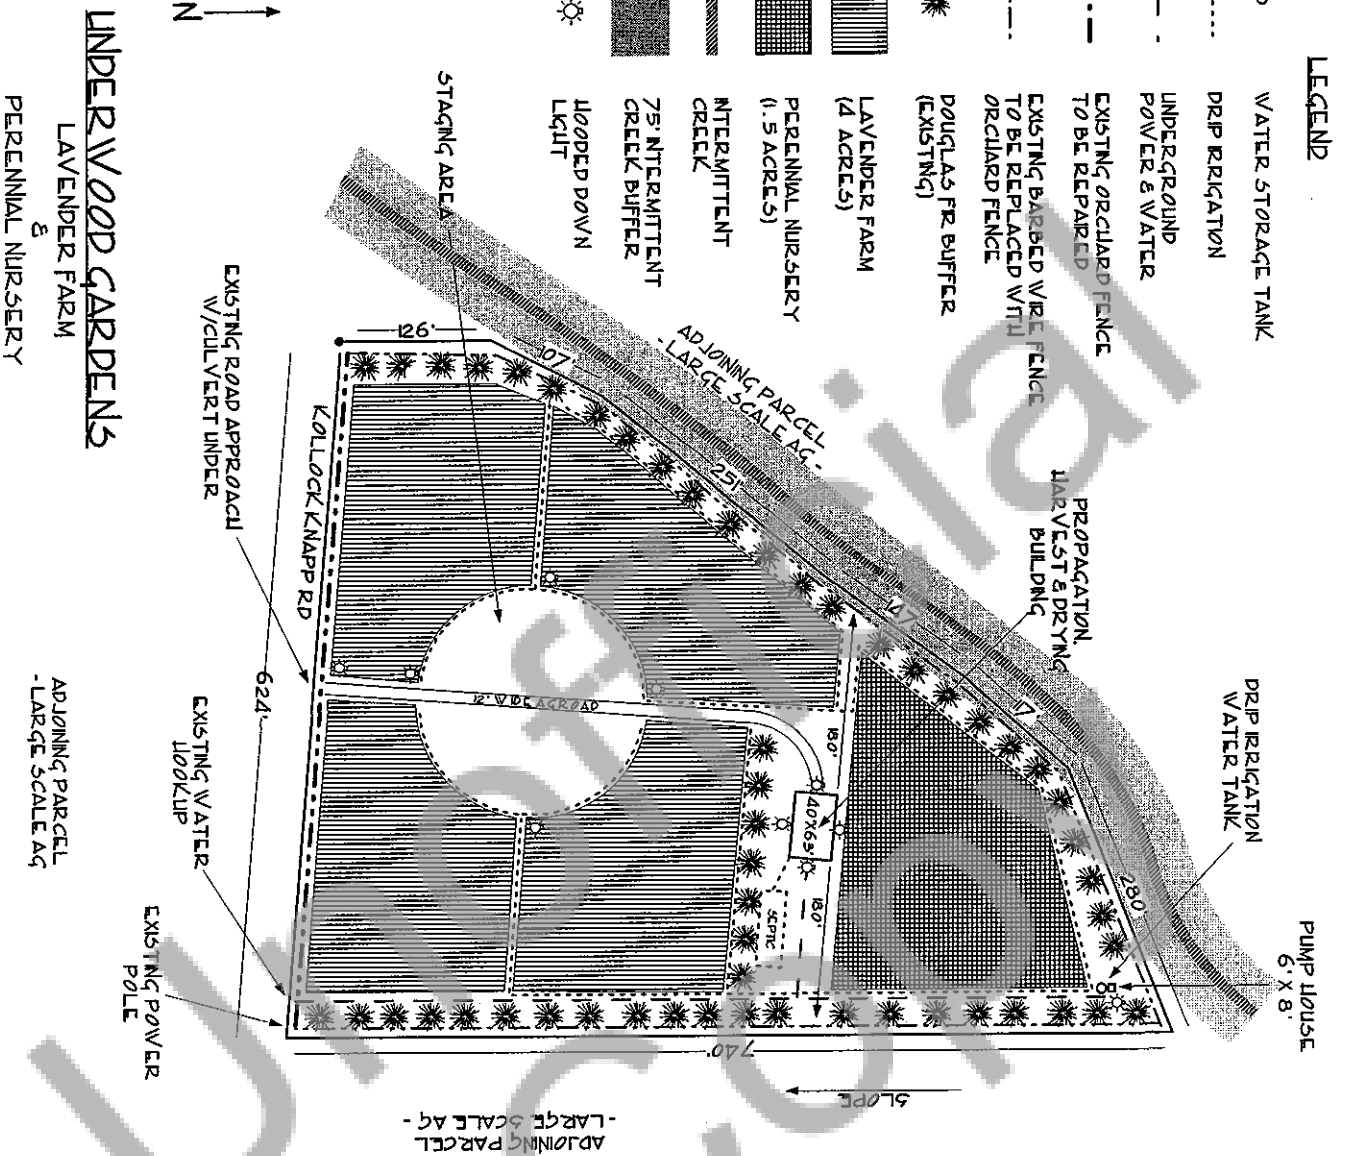 LEGEND
WATER STORAGE TANK
DRIP IRRIGATION
UNDERGROUND
POWER & WATER
EXISTING ORCHARD FENCE
TO BE REPAIRED
EXISTING BARBED WIRE FENCE
TO BE REPLACED WITH
ORCHARD FENCE
DOUGLAS FIR BUFFER
(EXISTING)
LAVENDER FARM
(4 ACRES)
PERENNIAL NURSERY
(1.5 ACRES)
INTERMITTENT
CREEK
75' INTERMITTENT
CREEK BUFFER
HOODED DOWN
LIGHT
N
UNDERWOOD GARDENS
LAVENDER FARM
&
PERENNIAL NURSERY
STAGING AREA
EXISTNG ROAD APPROACH
W/CULVERT UNDER
KOLLOCK KNAPP RD
126'
107'
ADJOINING PARCEL
- LARGE SCALE AG -
251'
147'
117'
280'
PROPAGATION,
HARVEST & DRYING
BUILDING
DRIP IRRIGATION
WATER TANK
PUMP HOUSE
6' X 8'
12' WIDE AG ROAD
180'
40'X63'
180'
SEPTIC
624'
740'
SLOPE
EXISTING WATER
HOOKUP
EXISTING POWER
POLE
ADJOINING PARCEL
- LARGE SCALE AG
ADJOINING PARCEL
- LARGE SCALE AG -
Unofficial
Copy